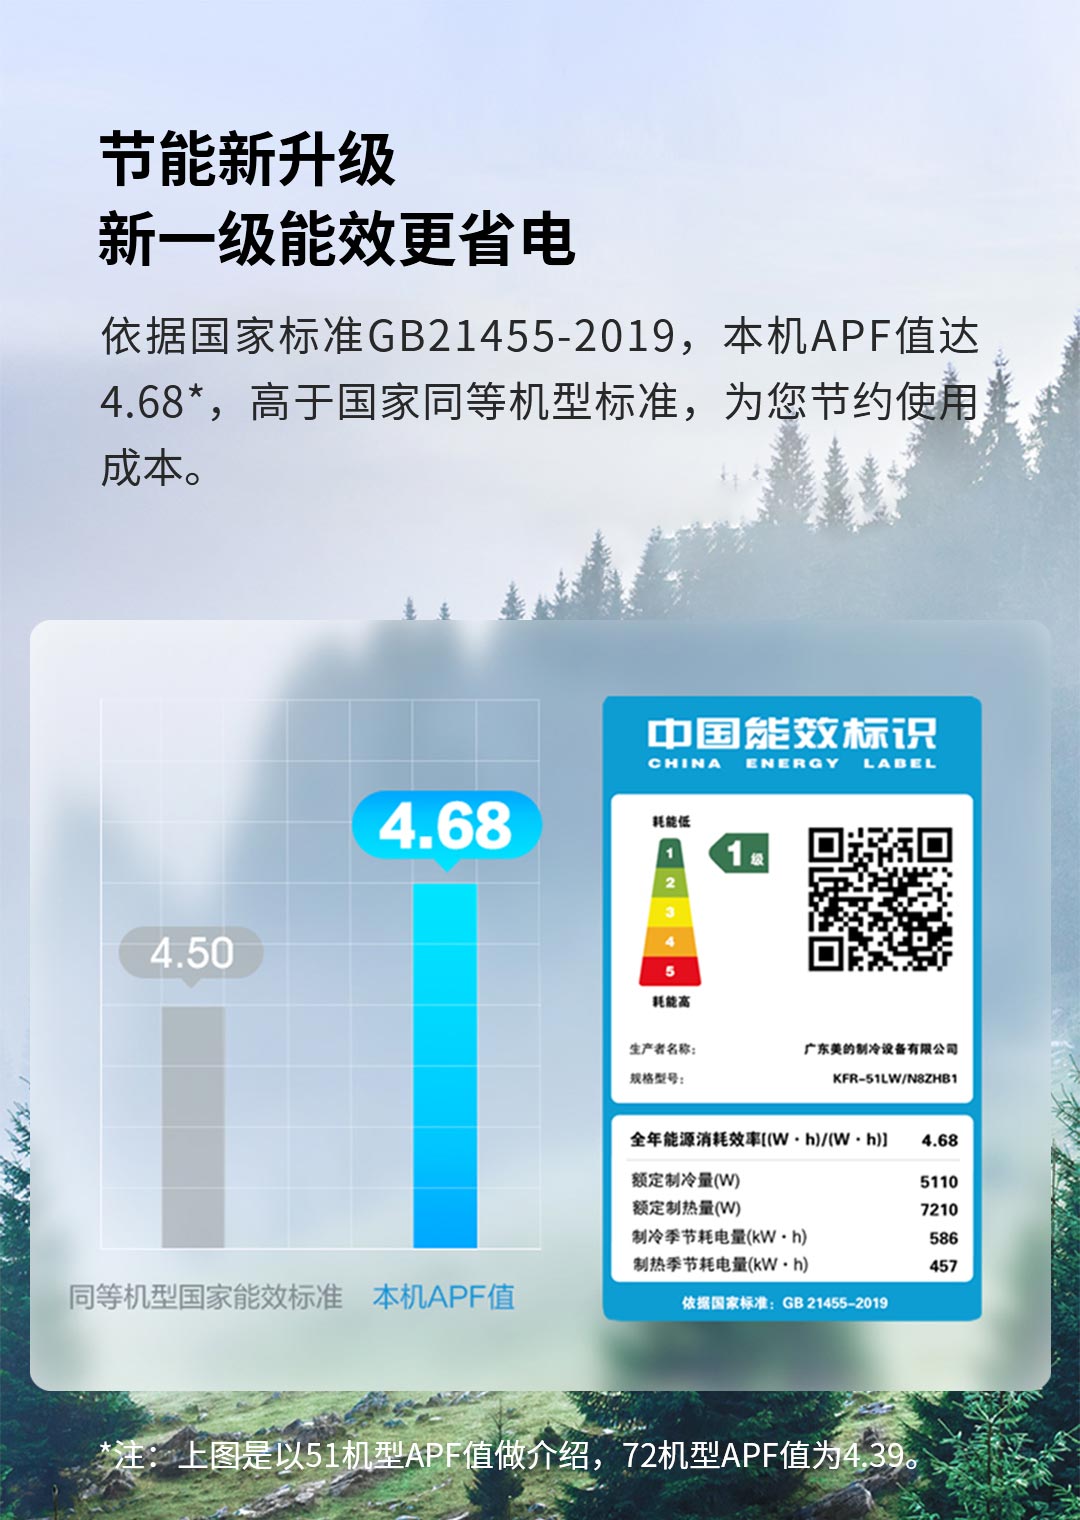 节能新升级
新一级能效更省电
依据国家标准GB21455-2019，本机APF值达
4.68*，高于国家同等机型标准，为您节约使用
成本。
4.68
4.50
同等机型国家能效标准
本机APF值
中国能效标识
CHINA ENERGY LABEL
耗能低
1
2
3
4
5
耗能高
1级
生产者名称： 广东美的制冷设备有限公司
规格型号： KFR-51LW/N8ZHB1
全年能源消耗效率[(W·h)/(W·h)] 4.68
额定制冷量(W) 5110
额定制热量(W) 7210
制冷季节耗电量(kW·h) 586
制热季节耗电量(kW·h) 457
依据国家标准：GB 21455-2019
*注：上图是以51机型APF值做介绍，72机型APF值为4.39。